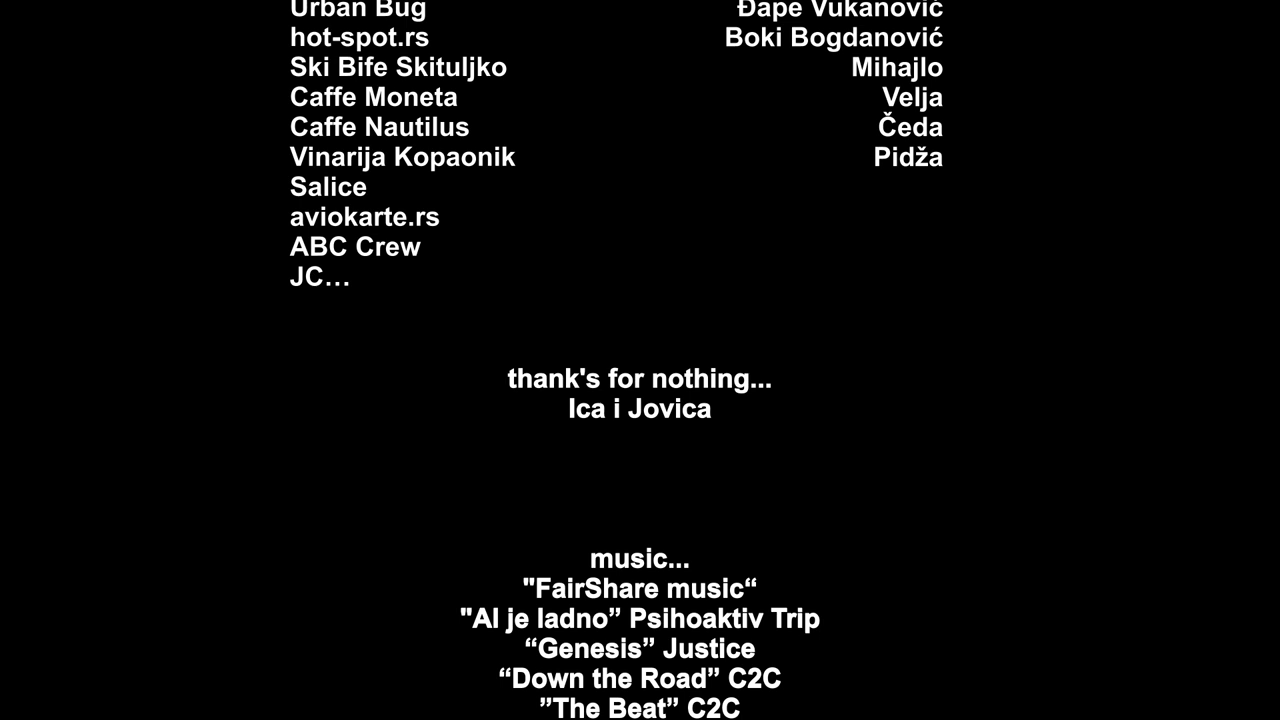 Urban Bug
hot-spot.rs
Ski Bife Skituljko
Caffe Moneta
Caffe Nautilus
Vinarija Kopaonik
Salice
aviokarte.rs
ABC Crew
JC…
Đape Vukanović
Boki Bogdanović
Mihajlo
Velja
Čeda
Pidža
thank's for nothing...
Ica i Jovica
music...
"FairShare music“
"Al je ladno” Psihoaktiv Trip
“Genesis” Justice
“Down the Road” C2C
”The Beat” C2C